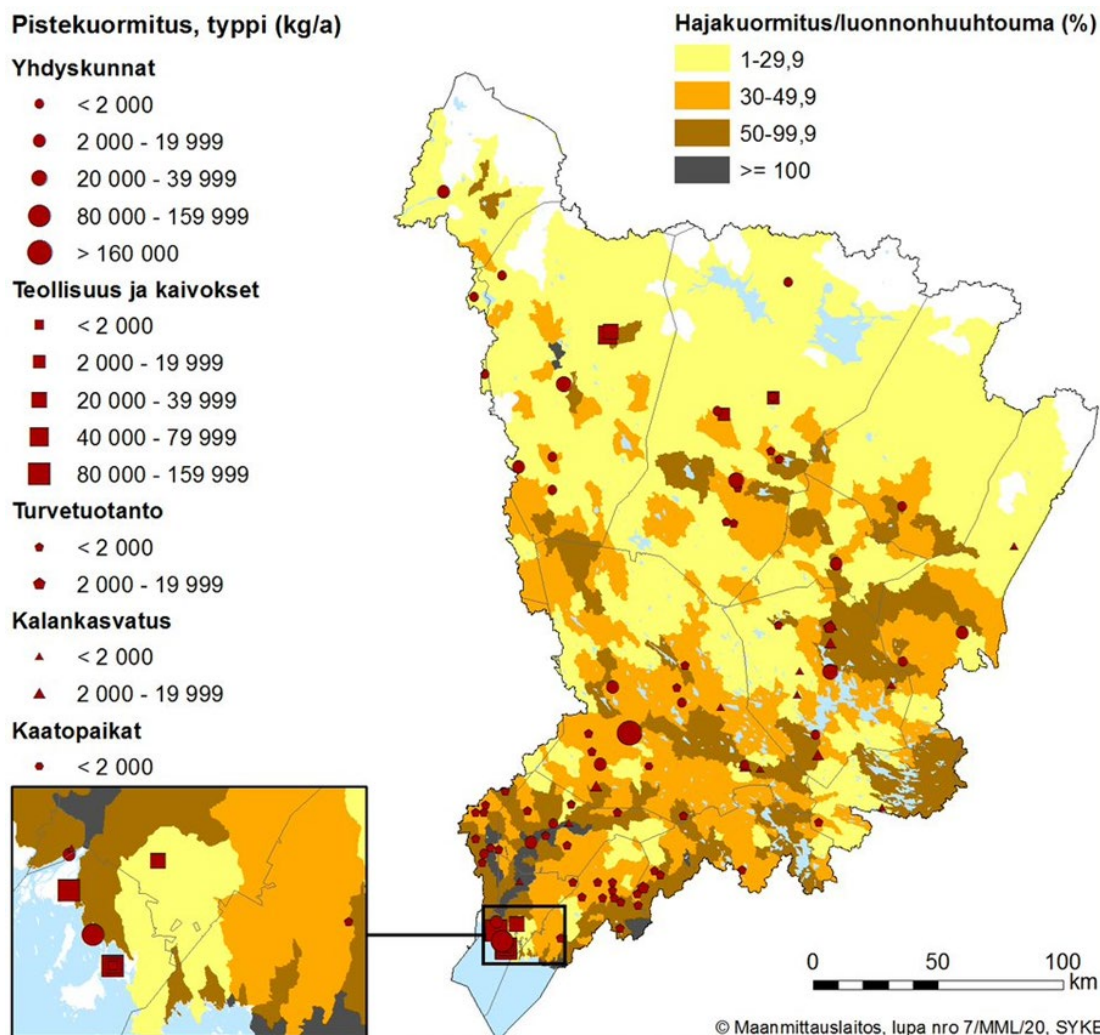 Pistekuormitus, typpi (kg/a)
Yhdyskunnat
< 2 000
2 000 - 19 999
20 000 - 39 999
80 000 - 159 999
> 160 000
Teollisuus ja kaivokset
< 2 000
2 000 - 19 999
20 000 - 39 999
40 000 - 79 999
80 000 - 159 999
Turvetuotanto
< 2 000
2 000 - 19 999
Kalankasvatus
< 2 000
2 000 - 19 999
Kaatopaikat
< 2 000
Hajakuormitus/luonnonhuuhtouma (%)
1-29,9
30-49,9
50-99,9
>= 100
0 50 100
km
© Maanmittauslaitos, lupa nro 7/MML/20, SYKE